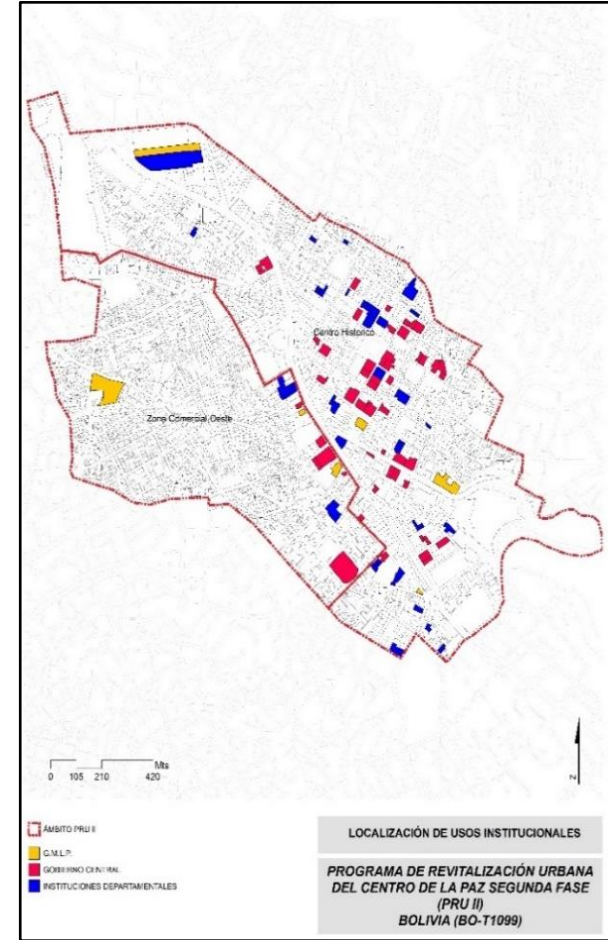 Centro Historico
Zona Comercial Oeste
Mts
0 105 210 420
N
ÁMBITO PRU II
G.M.L.P.
GOBIERNO CENTRAL
INSTITUCIONES DEPARTAMENTALES
LOCALIZACIÓN DE USOS INSTITUCIONALES
PROGRAMA DE REVITALIZACIÓN URBANA
DEL CENTRO DE LA PAZ SEGUNDA FASE
(PRU II)
BOLIVIA (BO-T1099)